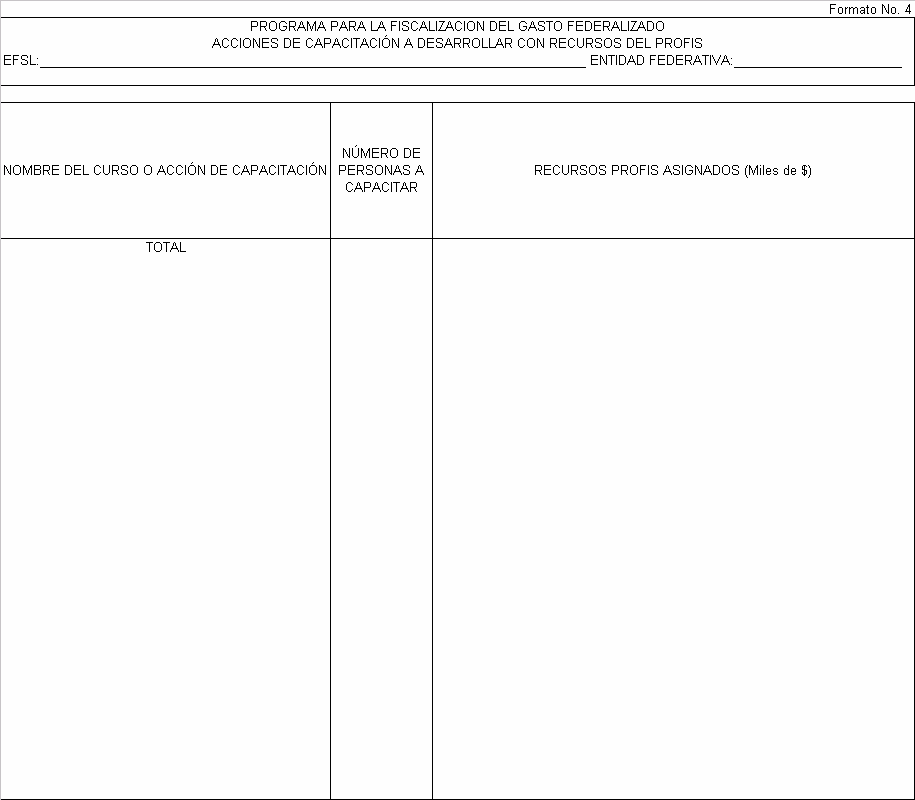 Formato No. 4
PROGRAMA PARA LA FISCALIZACION DEL GASTO FEDERALIZADO
ACCIONES DE CAPACITACIÓN A DESARROLLAR CON RECURSOS DEL PROFIS
EFSL: ENTIDAD FEDERATIVA:
NOMBRE DEL CURSO O ACCIÓN DE CAPACITACIÓN
NÚMERO DE
PERSONAS A
CAPACITAR
RECURSOS PROFIS ASIGNADOS (Miles de $)
TOTAL